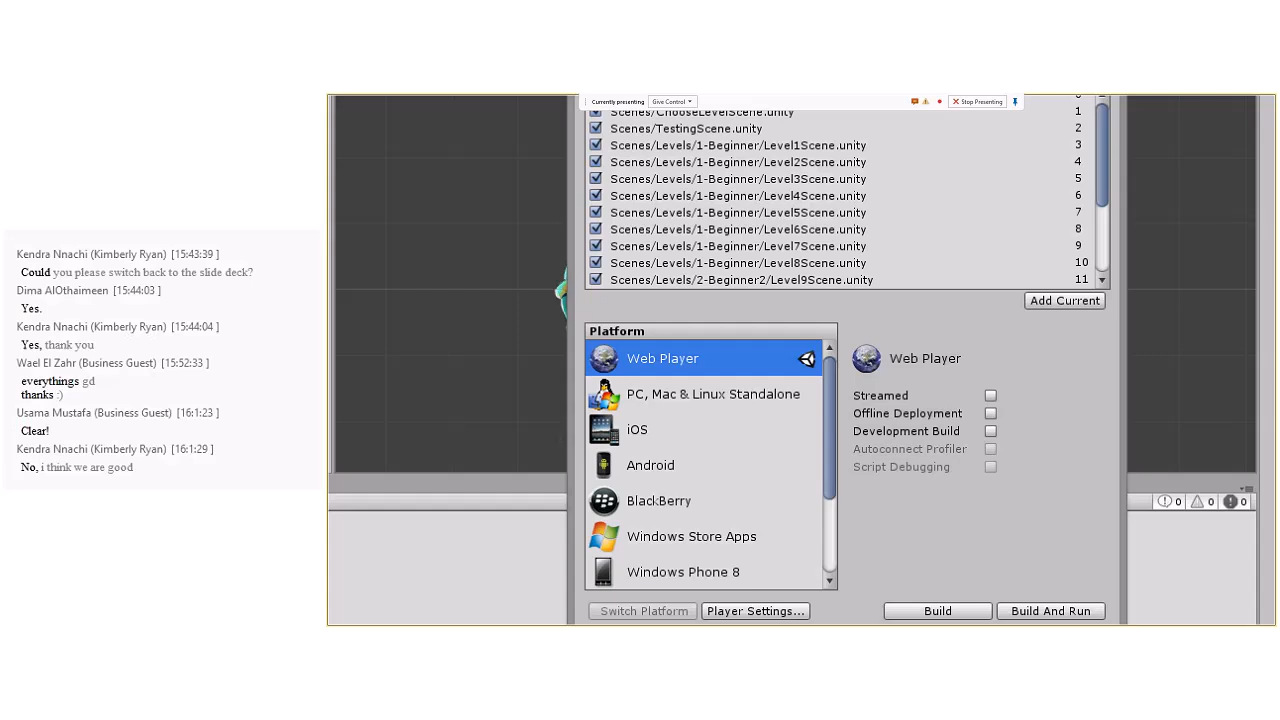 Kendra Nnachi (Kimberly Ryan) [15:43:39 ]
Could you please switch back to the slide deck?
Dima AlOthaimeen [15:44:03 ]
Yes.
Kendra Nnachi (Kimberly Ryan) [15:44:04 ]
Yes, thank you
Wael El Zahr (Business Guest) [15:52:33 ]
everythings gd
thanks :)
Usama Mustafa (Business Guest) [16:1:23 ]
Clear!
Kendra Nnachi (Kimberly Ryan) [16:1:29 ]
No, i think we are good
Currently presenting Give Control Stop Presenting
Scenes/ChooseLevelScene.unity 1
Scenes/TestingScene.unity 2
Scenes/Levels/1-Beginner/Level1Scene.unity 3
Scenes/Levels/1-Beginner/Level2Scene.unity 4
Scenes/Levels/1-Beginner/Level3Scene.unity 5
Scenes/Levels/1-Beginner/Level4Scene.unity 6
Scenes/Levels/1-Beginner/Level5Scene.unity 7
Scenes/Levels/1-Beginner/Level6Scene.unity 8
Scenes/Levels/1-Beginner/Level7Scene.unity 9
Scenes/Levels/1-Beginner/Level8Scene.unity 10
Scenes/Levels/2-Beginner2/Level9Scene.unity 11
Add Current
Platform
Web Player
PC, Mac & Linux Standalone
iOS
Android
BlackBerry
Windows Store Apps
Windows Phone 8
Web Player
Streamed
Offline Deployment
Development Build
Autoconnect Profiler
Script Debugging
0 0 0
Switch Platform Player Settings... Build Build And Run